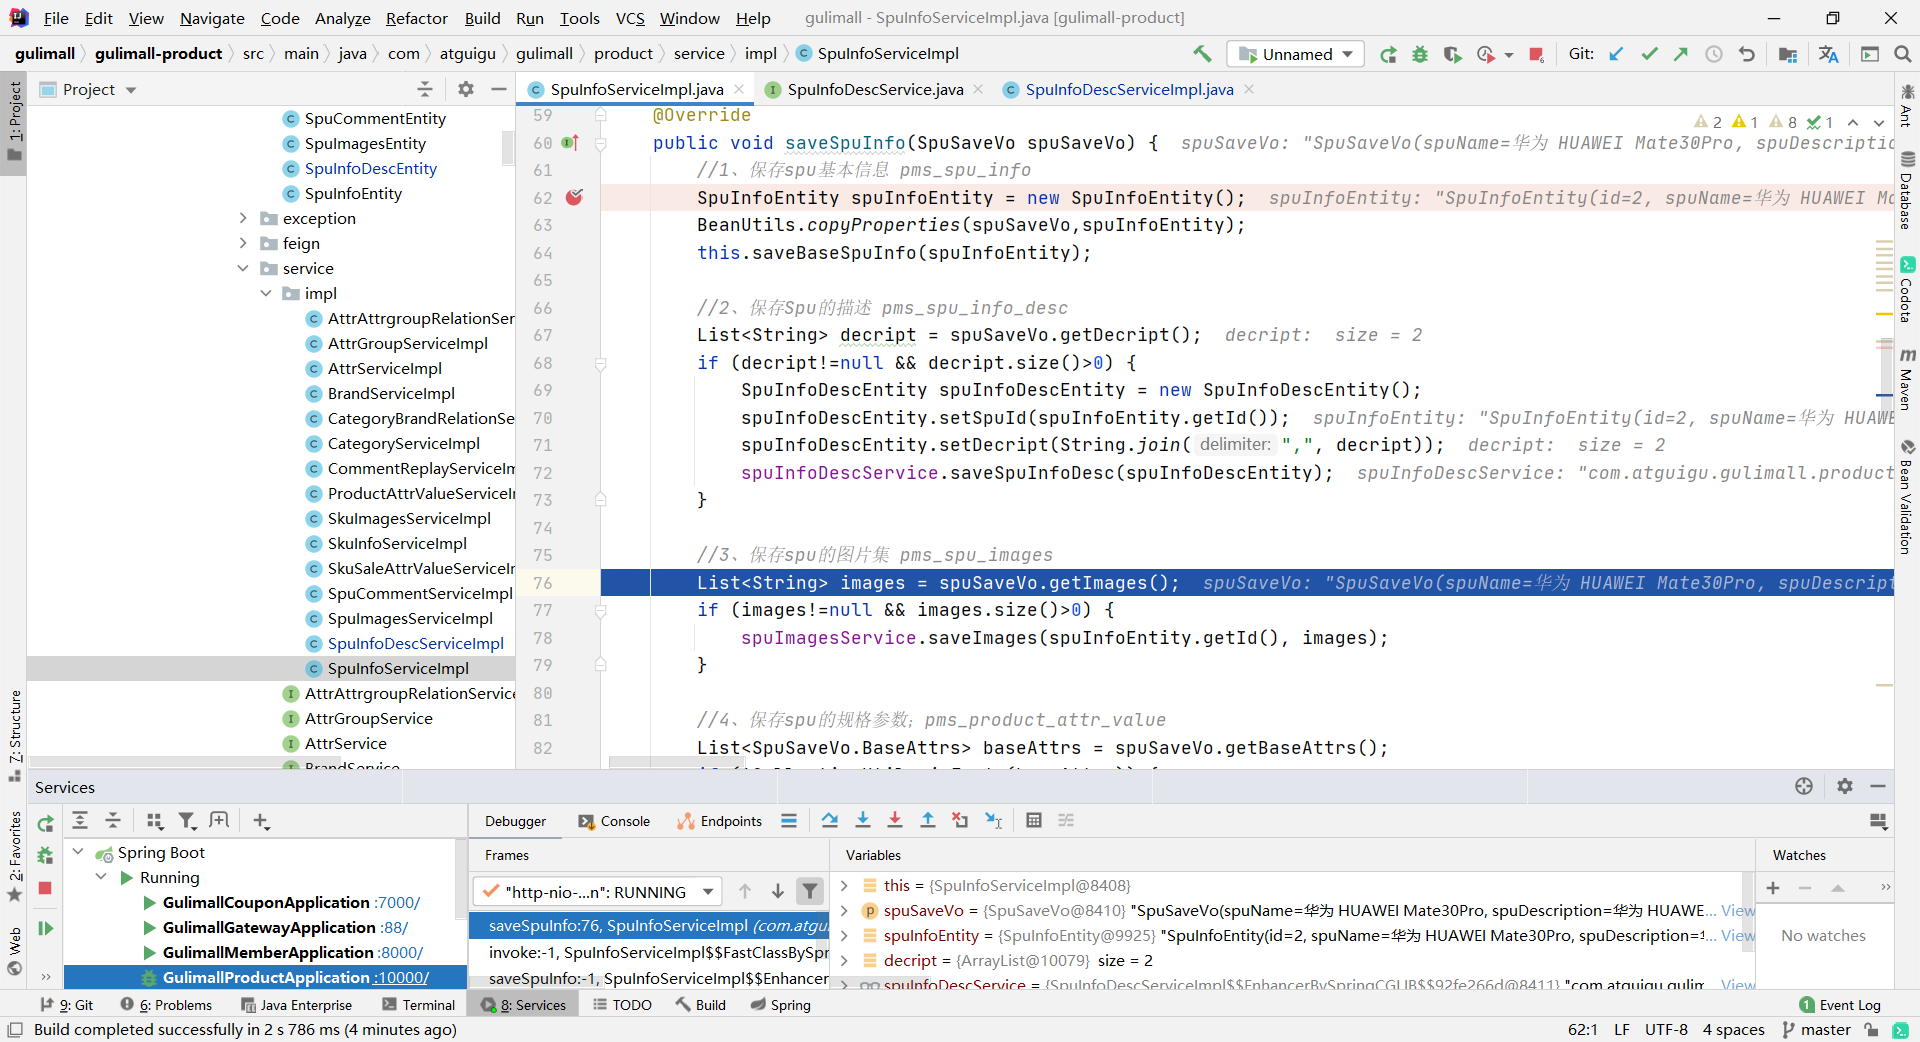 File Edit View Navigate Code Analyze Refactor Build Run Tools VCS Window Help gulimall - SpuInfoServiceImpl.java [gulimall-product]
gulimall gulimall-product src main java com atguigu gulimall product service impl SpuInfoServiceImpl Unnamed Git:
1: Project
Project
SpuInfoServiceImpl.java SpuInfoDescService.java SpuInfoDescServiceImpl.java
SpuCommentEntity
SpuImagesEntity
SpuInfoDescEntity
SpuInfoEntity
exception
feign
service
impl
AttrAttrgroupRelationSer
AttrGroupServiceImpl
AttrServiceImpl
BrandServiceImpl
CategoryBrandRelationSe
CategoryServiceImpl
CommentReplayServiceIm
ProductAttrValueServiceI
SkuImagesServiceImpl
SkuInfoServiceImpl
SkuSaleAttrValueServiceIr
SpuCommentServiceImpl
SpuImagesServiceImpl
SpuInfoDescServiceImpl
SpuInfoServiceImpl
AttrAttrgroupRelationService
AttrGroupService
AttrService
BrandService
2 1 8 1
59 @Override
60 public void saveSpuInfo(SpuSaveVo spuSaveVo) { spuSaveVo: "SpuSaveVo(spuName=华为 HUAWEI Mate30Pro, spuDescriptio
61 //1、保存spu基本信息 pms_spu_info
62 SpuInfoEntity spuInfoEntity = new SpuInfoEntity(); spuInfoEntity: "SpuInfoEntity(id=2, spuName=华为 HUAWEI Ma
63 BeanUtils.copyProperties(spuSaveVo,spuInfoEntity);
64 this.saveBaseSpuInfo(spuInfoEntity);
65
66 //2、保存Spu的描述 pms_spu_info_desc
67 List<String> decript = spuSaveVo.getDecript(); decript: size = 2
68 if (decript!=null && decript.size()>0) {
69 SpuInfoDescEntity spuInfoDescEntity = new SpuInfoDescEntity();
70 spuInfoDescEntity.setSpuId(spuInfoEntity.getId()); spuInfoEntity: "SpuInfoEntity(id=2, spuName=华为 HUAWE
71 spuInfoDescEntity.setDecript(String.join( delimiter: ",", decript)); decript: size = 2
72 spuInfoDescService.saveSpuInfoDesc(spuInfoDescEntity); spuInfoDescService: "com.atguigu.gulimall.product
73 }
74
75 //3、保存spu的图片集 pms_spu_images
76 List<String> images = spuSaveVo.getImages(); spuSaveVo: "SpuSaveVo(spuName=华为 HUAWEI Mate30Pro, spuDescript
77 if (images!=null && images.size()>0) {
78 spuImagesService.saveImages(spuInfoEntity.getId(), images);
79 }
80
81 //4、保存spu的规格参数；pms_product_attr_value
82 List<SpuSaveVo.BaseAttrs> baseAttrs = spuSaveVo.getBaseAttrs();
Ant
Database
Codota
Maven
Bean Validation
7: Structure
2: Favorites
Web
Services
Debugger Console Endpoints
Spring Boot
Running
GulimallCouponApplication :7000/
GulimallGatewayApplication :88/
GulimallMemberApplication :8000/
GulimallProductApplication :10000/
Frames
"http-nio-...n": RUNNING
saveSpuInfo:76, SpuInfoServiceImpl (com.atgui
invoke:-1, SpuInfoServiceImpl$$FastClassBySpr
saveSpuInfo:-1, SpuInfoServiceImpl$$Enhancer
Variables
this = {SpuInfoServiceImpl@8408}
spuSaveVo = {SpuSaveVo@8410} "SpuSaveVo(spuName=华为 HUAWEI Mate30Pro, spuDescription=华为 HUAWE... View
spuInfoEntity = {SpuInfoEntity@9925} "SpuInfoEntity(id=2, spuName=华为 HUAWEI Mate30Pro, spuDescription=... View
decript = {ArrayList@10079} size = 2
spuInfoDescService = {SpuInfoDescServiceImpl$$EnhancerBySpringCGLIB$$92fe266d@8411} "com.atguigu.gulim... View
Watches
No watches
9: Git 6: Problems Java Enterprise Terminal 8: Services TODO Build Spring 1 Event Log
Build completed successfully in 2 s 786 ms (4 minutes ago) 62:1 LF UTF-8 4 spaces master